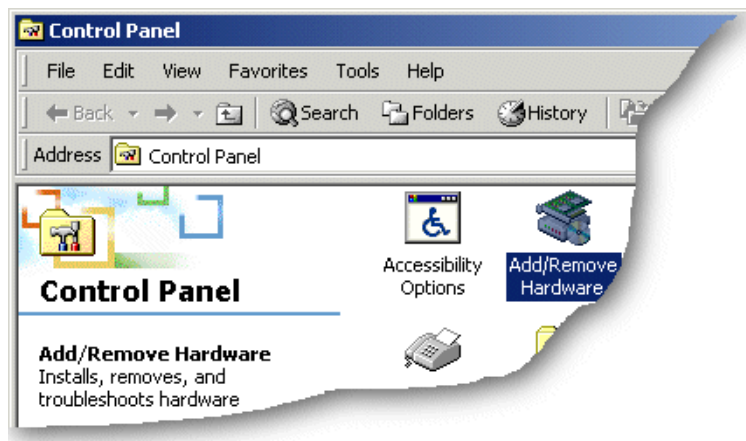 Control Panel
File Edit View Favorites Tools Help
Back Search Folders History
Address Control Panel
Control Panel
Add/Remove Hardware
Installs, removes, and
troubleshoots hardware
Accessibility
Options
Add/Remove
Hardware